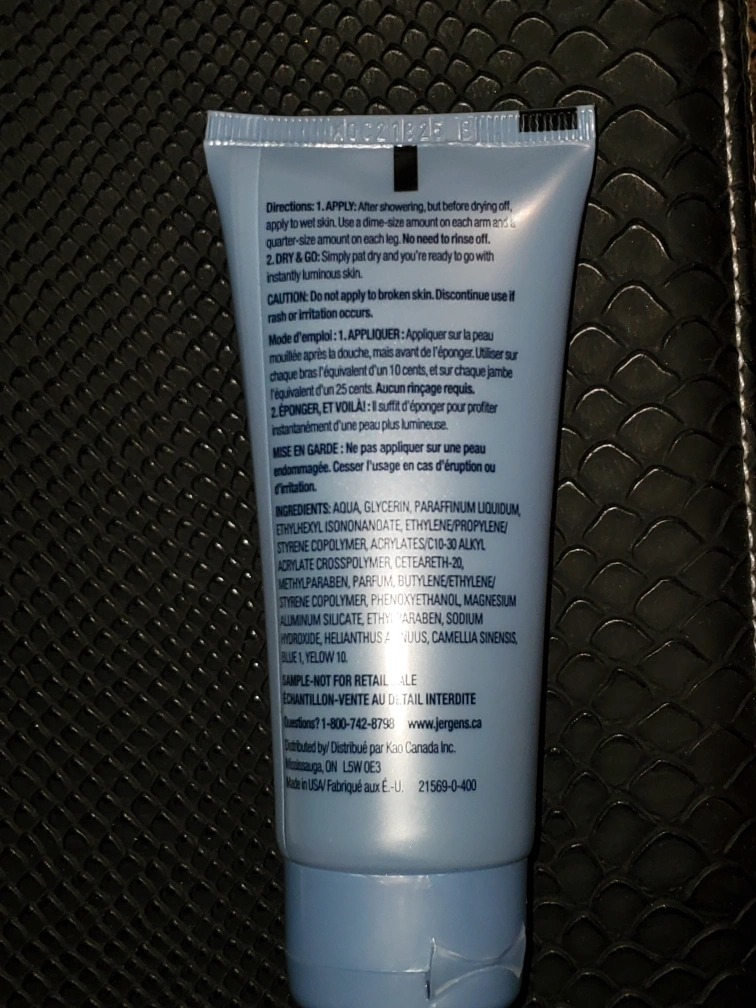 Directions: 1. APPLY: After showering, but before drying off,
apply to wet skin. Use a dime-size amount on each arm and a
quarter-size amount on each leg. No need to rinse off.
2. DRY & GO: Simply pat dry and you're ready to go with
instantly luminous skin.
CAUTION: Do not apply to broken skin. Discontinue use if
rash or irritation occurs.
Mode d'emploi : 1. APPLIQUER : Appliquer sur la peau
mouillée après la douche, mais avant de l'éponger. Utiliser sur
chaque bras l'équivalent d'un 10 cents, et sur chaque jambe
l'équivalent d'un 25 cents. Aucun rinçage requis.
2. ÉPONGER, ET VOILÀ! : Il suffit d'éponger pour profiter
instantanément d'une peau plus lumineuse.
MISE EN GARDE : Ne pas appliquer sur une peau
endommagée. Cesser l'usage en cas d'éruption ou
d'irritation.
INGREDIENTS: AQUA, GLYCERIN, PARAFFINUM LIQUIDUM,
ETHYLHEXYL ISONONANOATE, ETHYLENE/PROPYLENE/
STYRENE COPOLYMER, ACRYLATES/C10-30 ALKYL
ACRYLATE CROSSPOLYMER, CETEARETH-20,
METHYLPARABEN, PARFUM, BUTYLENE/ETHYLENE/
STYRENE COPOLYMER, PHENOXYETHANOL, MAGNESIUM
ALUMINUM SILICATE, ETHYLPARABEN, SODIUM
HYDROXIDE, HELIANTHUS ANNUUS, CAMELLIA SINENSIS,
BLUE 1, YELOW 10.
SAMPLE-NOT FOR RETAIL SALE
ÉCHANTILLON-VENTE AU DÉTAIL INTERDITE
Questions? 1-800-742-8798 www.jergens.ca
Distributed by/ Distribué par Kao Canada Inc.
Mississauga, ON L5W 0E3
Made in USA/ Fabriqué aux É.-U. 21569-0-400